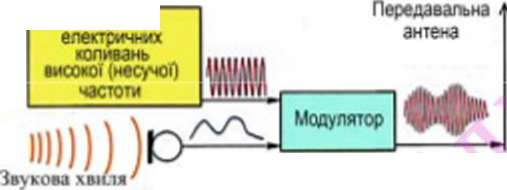 Передавальна
антена
електричних
коливань
високої (несучої)
частоти
Модулятор
Звукова хвиля